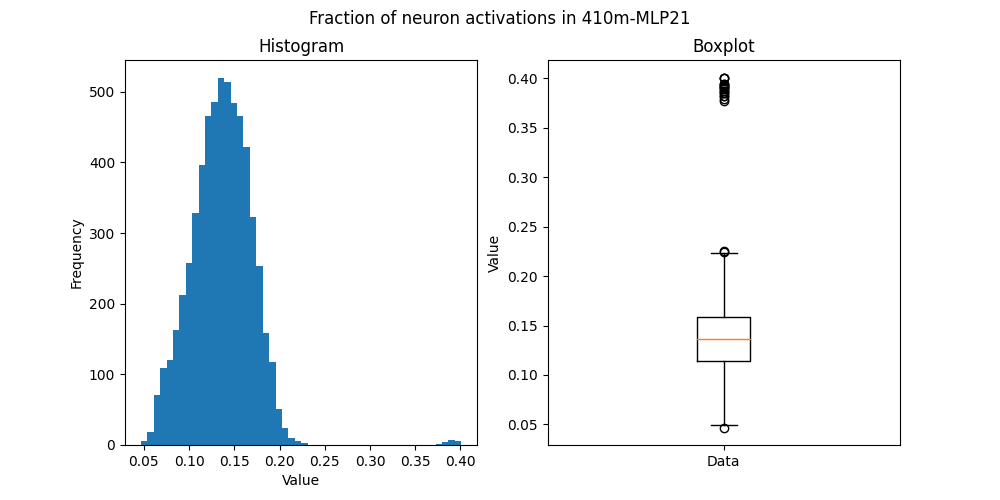 Fraction of neuron activations in 410m-MLP21
Histogram
Frequency
500
400
300
200
100
0
0.05 0.10 0.15 0.20 0.25 0.30 0.35 0.40
Value
Boxplot
Value
0.40
0.35
0.30
0.25
0.20
0.15
0.10
0.05
Data